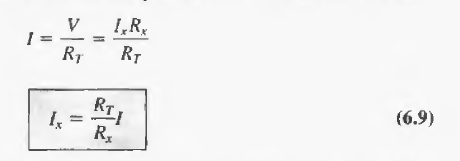 I = V/R_T = I_xR_x/R_T
I_x = R_T/R_x I (6.9)